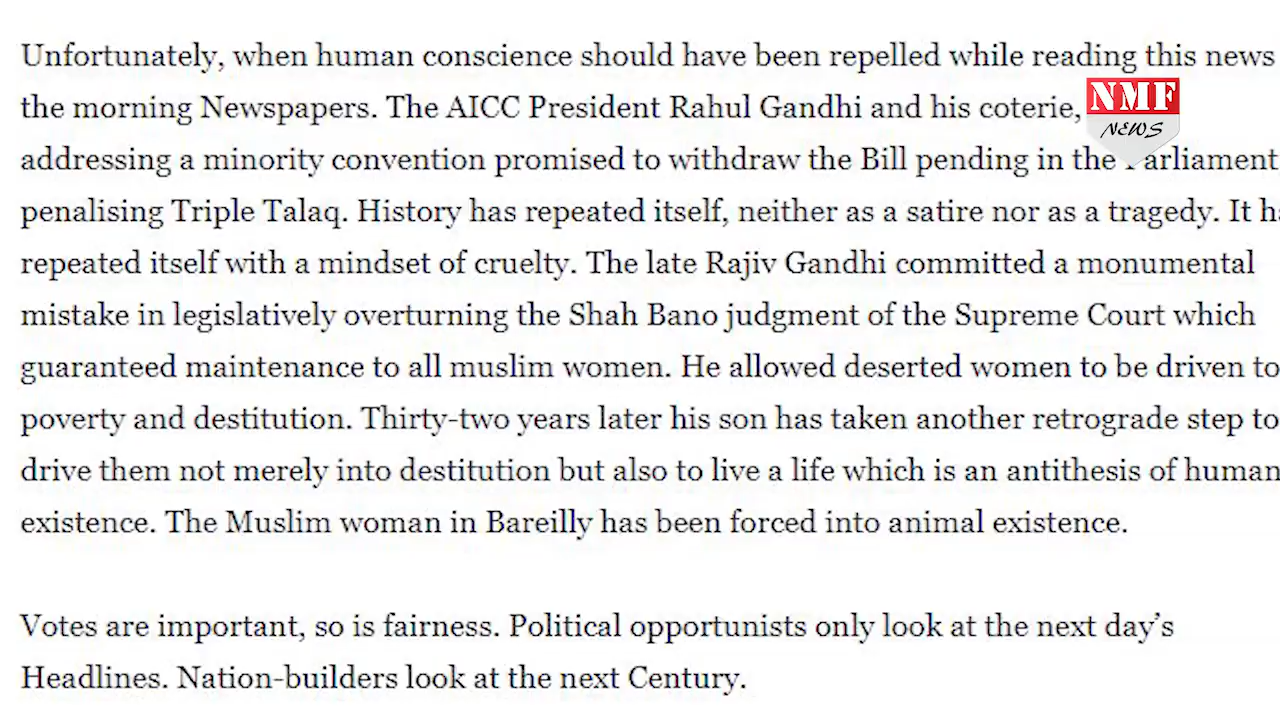 Unfortunately, when human conscience should have been repelled while reading this news
the morning Newspapers. The AICC President Rahul Gandhi and his coterie,
NMF
NEWS
addressing a minority convention promised to withdraw the Bill pending in the Parliament
penalising Triple Talaq. History has repeated itself, neither as a satire nor as a tragedy. It
repeated itself with a mindset of cruelty. The late Rajiv Gandhi committed a monumental
mistake in legislatively overturning the Shah Bano judgment of the Supreme Court which
guaranteed maintenance to all muslim women. He allowed deserted women to be driven to
poverty and destitution. Thirty-two years later his son has taken another retrograde step to
drive them not merely into destitution but also to live a life which is an antithesis of human
existence. The Muslim woman in Bareilly has been forced into animal existence.
Votes are important, so is fairness. Political opportunists only look at the next day's
Headlines. Nation-builders look at the next Century.